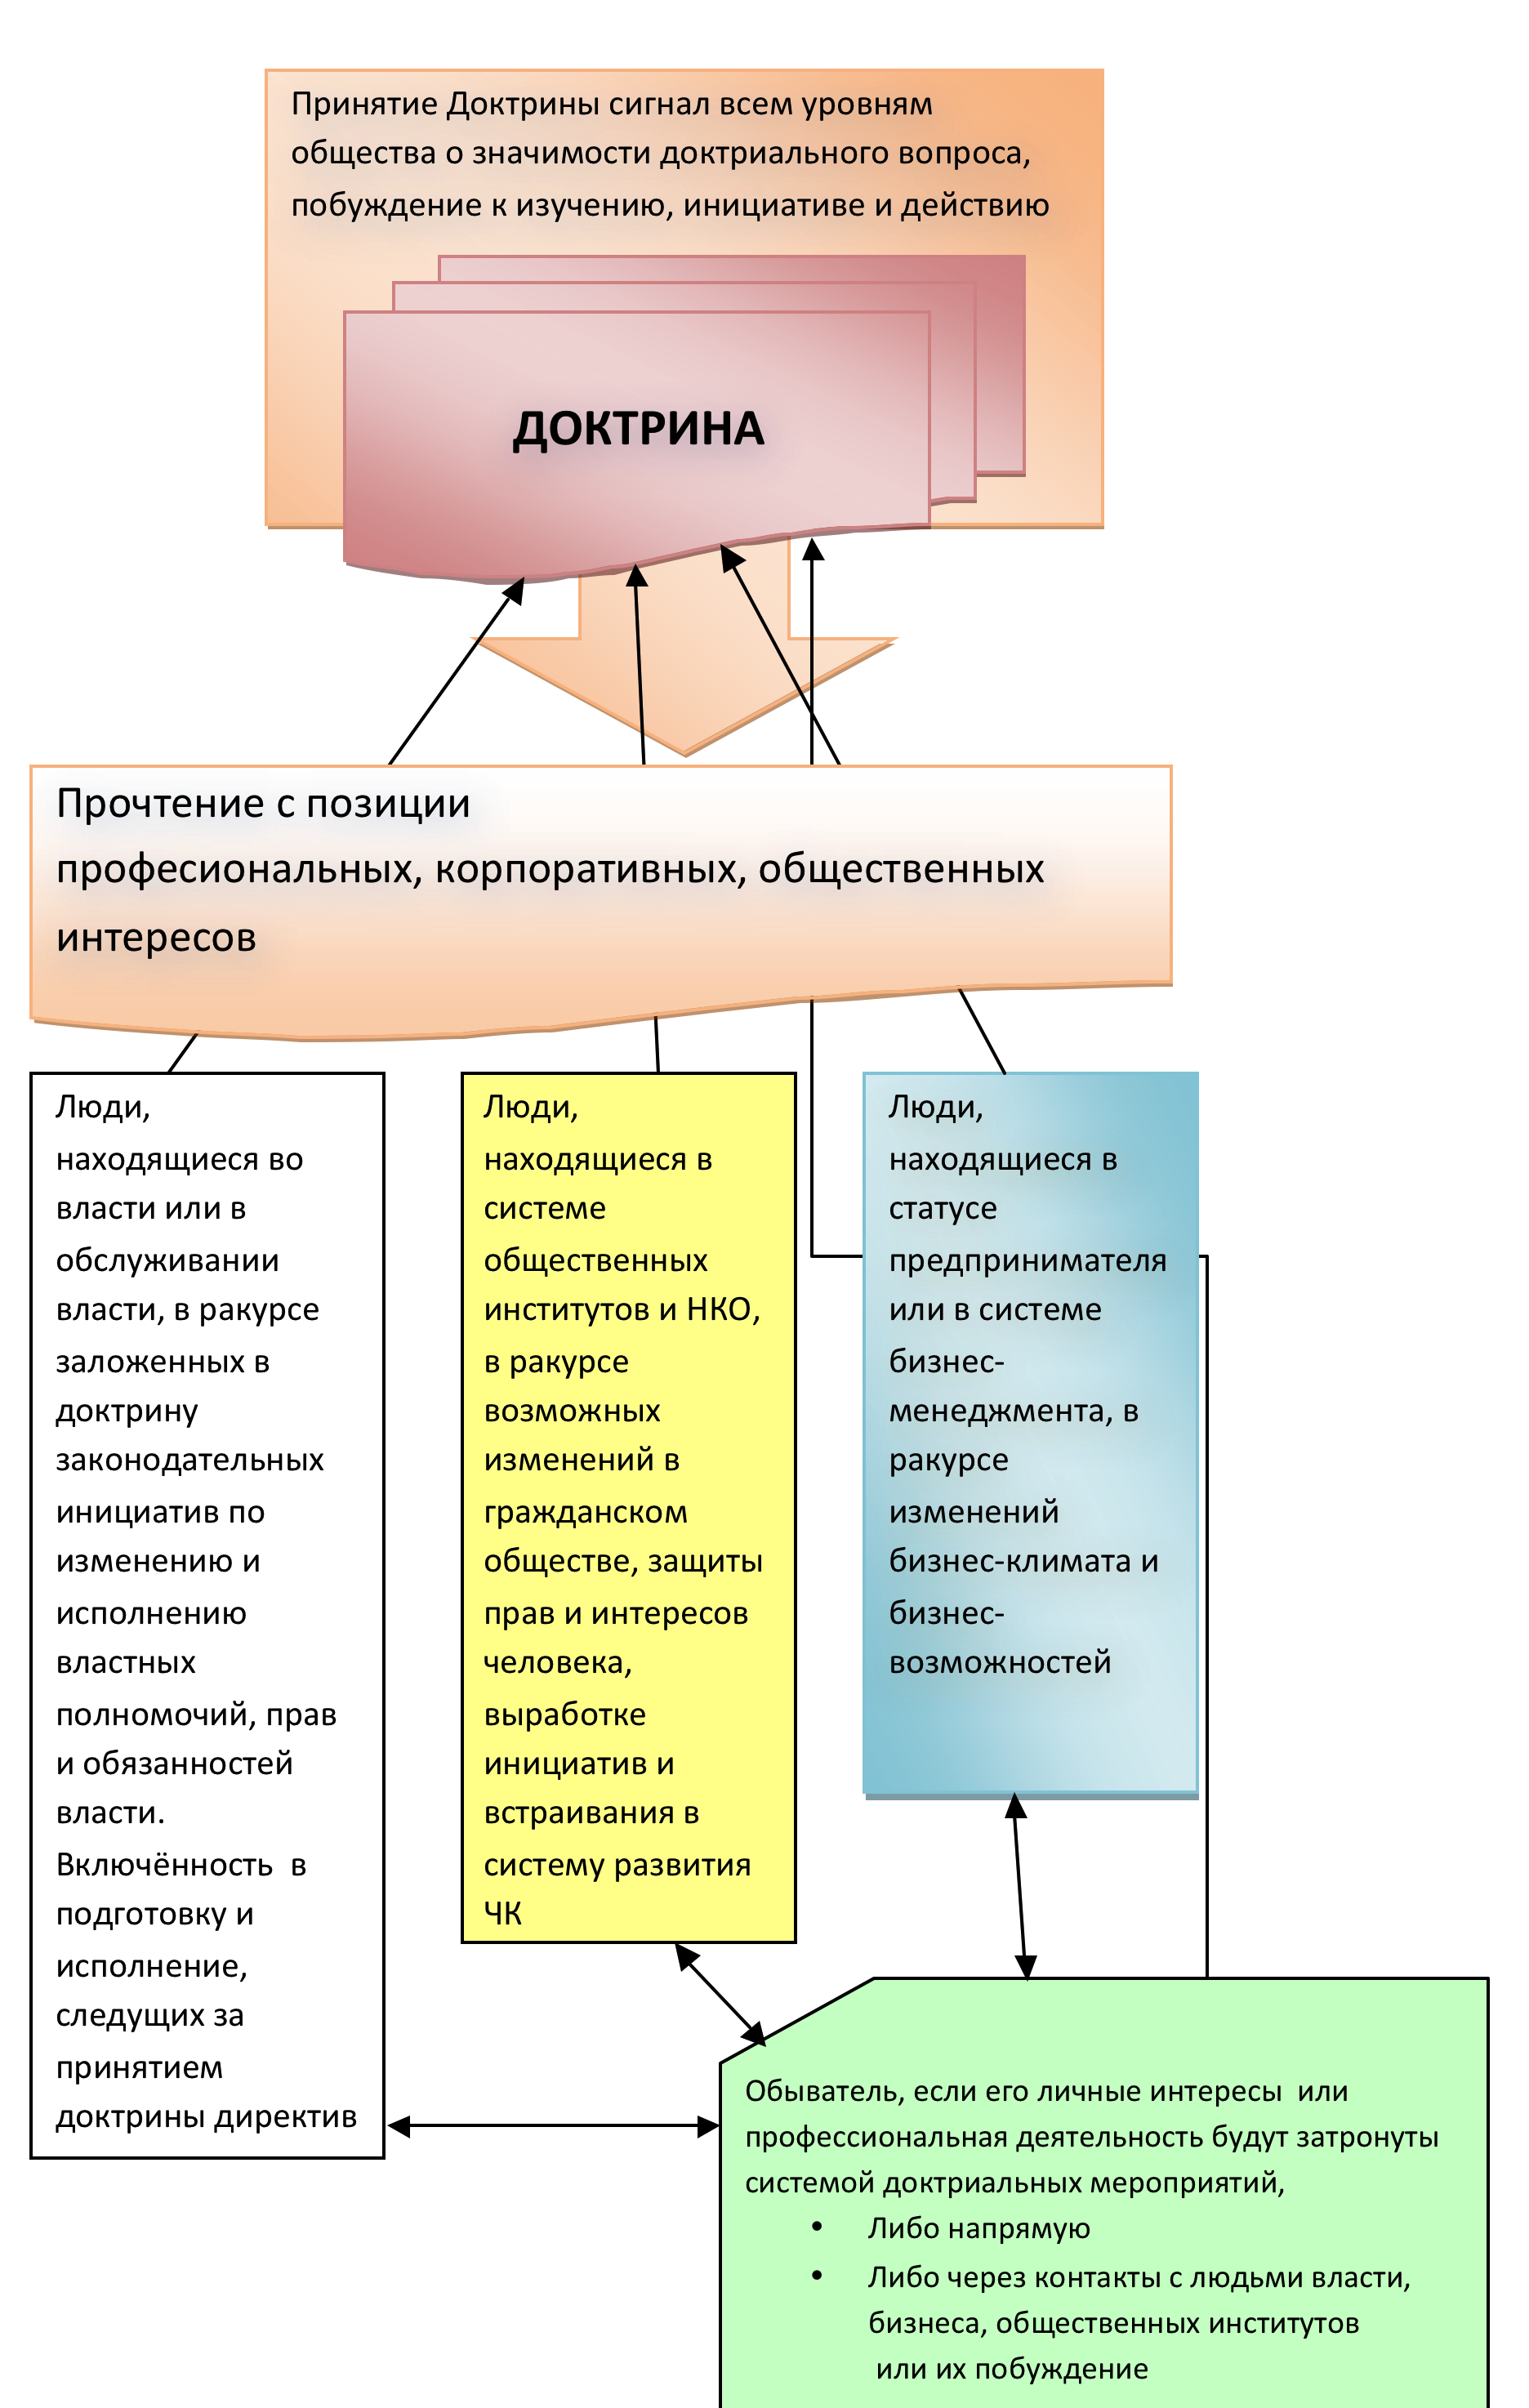 Принятие Доктрины сигнал всем уровням
общества о значимости доктриального вопроса,
побуждение к изучению, инициативе и действию
ДОКТРИНА
Прочтение с позиции
професиональных, корпоративных, общественных
интересов
Люди,
находящиеся во
власти или в
обслуживании
власти, в ракурсе
заложенных в
доктрину
законодательных
инициатив по
изменению и
исполнению
властных
полномочий, прав
и обязанностей
власти.
Включённость в
подготовку и
исполнение,
следущих за
принятием
доктрины директив
Люди,
находящиеся в
системе
общественных
институтов и НКО,
в ракурсе
возможных
изменений в
гражданском
обществе, защиты
прав и интересов
человека,
выработке
инициатив и
встраивания в
систему развития
ЧК
Люди,
находящиеся в
статусе
предпринимателя
или в системе
бизнес-
менеджмента, в
ракурсе
изменений
бизнес-климата и
бизнес-
возможностей
Обыватель, если его личные интересы или
профессиональная деятельность будут затронуты
системой доктриальных мероприятий,
• Либо напрямую
• Либо через контакты с людьми власти,
бизнеса, общественных институтов
или их побуждение